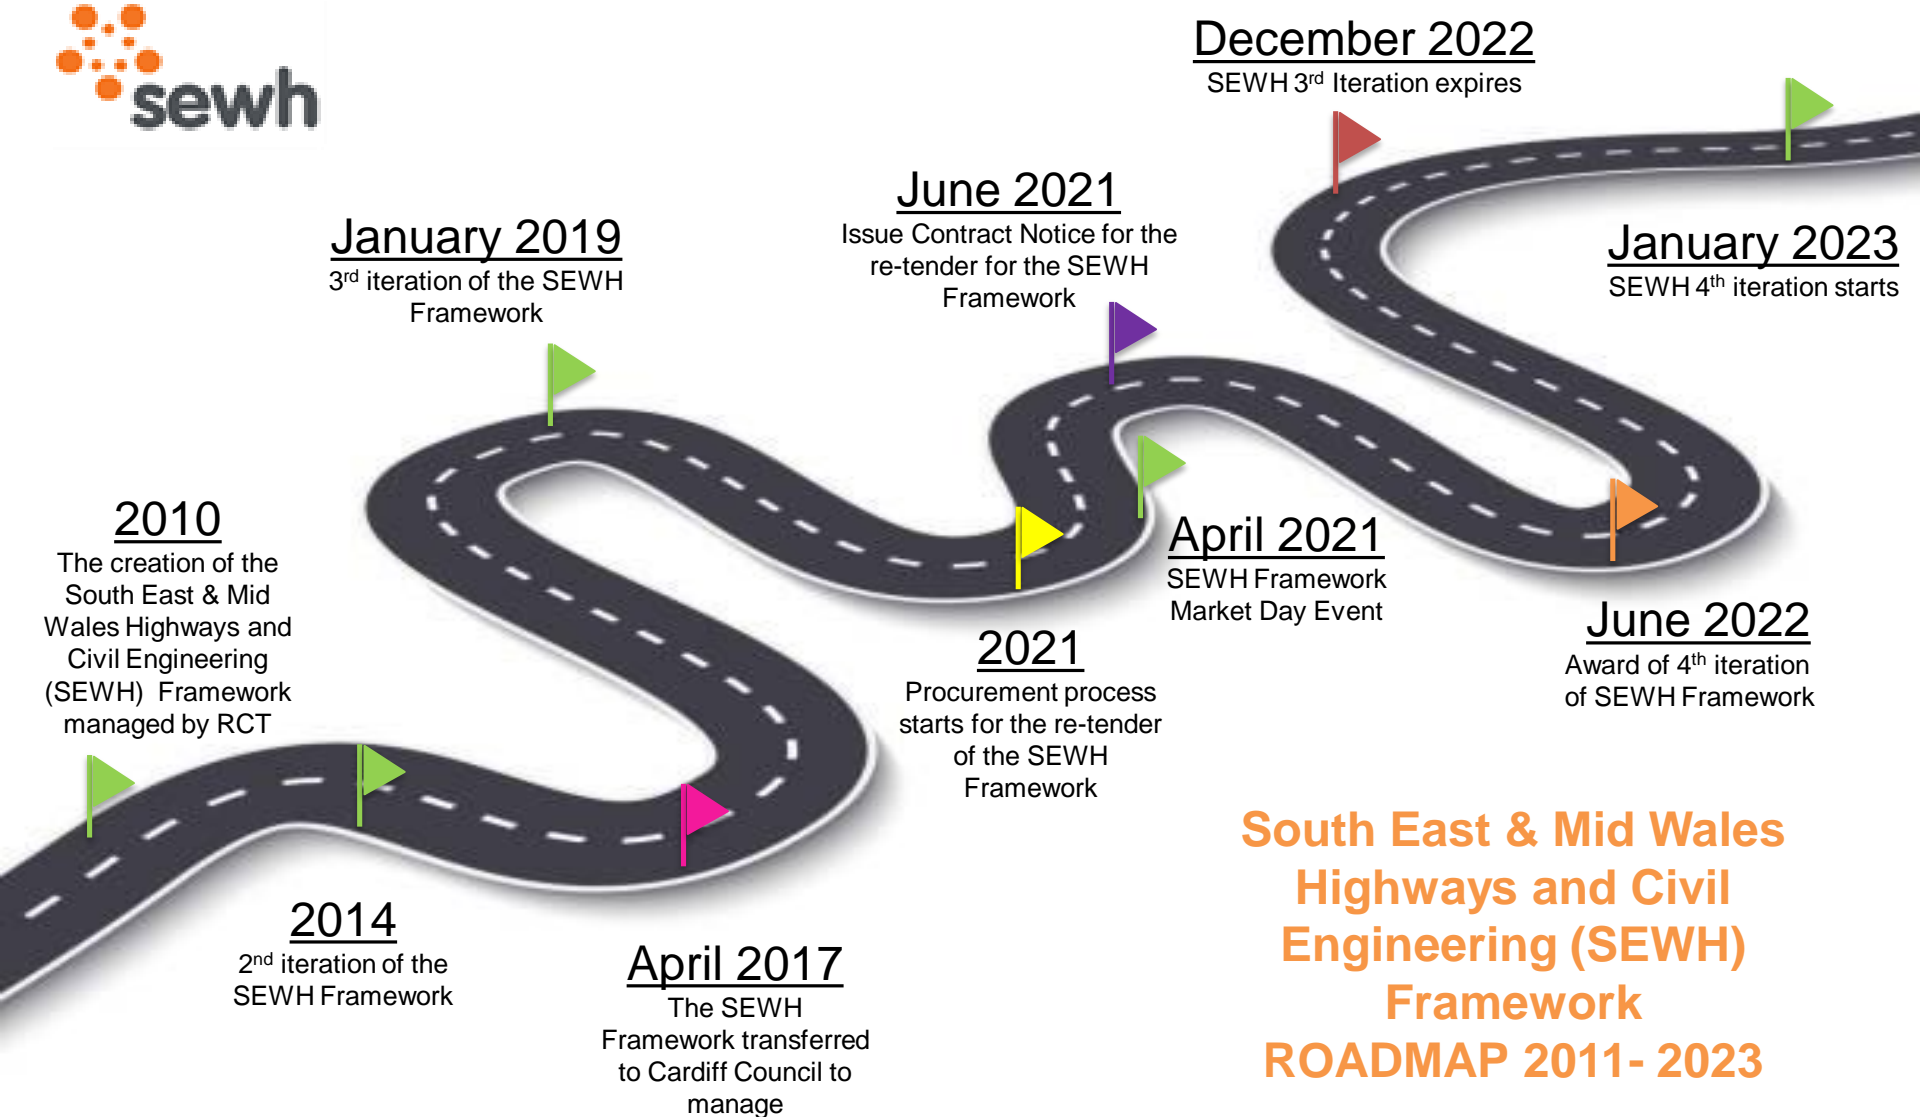 sewh
December 2022
SEWH 3rd Iteration expires
June 2021
Issue Contract Notice for the
re-tender for the SEWH
Framework
January 2019
3rd iteration of the SEWH
Framework
January 2023
SEWH 4th iteration starts
2010
The creation of the
South East & Mid
Wales Highways and
Civil Engineering
(SEWH) Framework
managed by RCT
April 2021
SEWH Framework
Market Day Event
2021
Procurement process
starts for the re-tender
of the SEWH
Framework
June 2022
Award of 4th iteration
of SEWH Framework
2014
2nd iteration of the
SEWH Framework
April 2017
The SEWH
Framework transferred
to Cardiff Council to
manage
South East & Mid Wales
Highways and Civil
Engineering (SEWH)
Framework
ROADMAP 2011- 2023